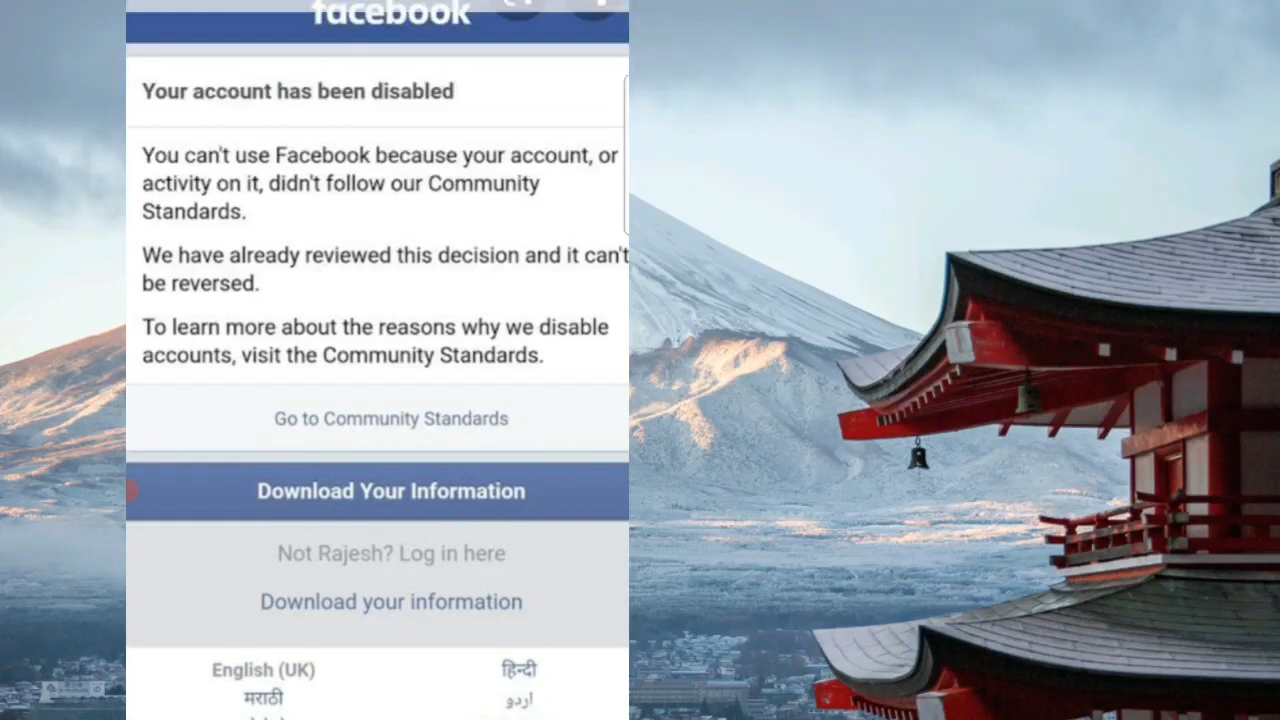 facebook
Your account has been disabled
You can't use Facebook because your account, or
activity on it, didn't follow our Community
Standards.
We have already reviewed this decision and it can't
be reversed.
To learn more about the reasons why we disable
accounts, visit the Community Standards.
Go to Community Standards
Download Your Information
Not Rajesh? Log in here
Download your information
English (UK)
हिन्दी
मराठी
اردو